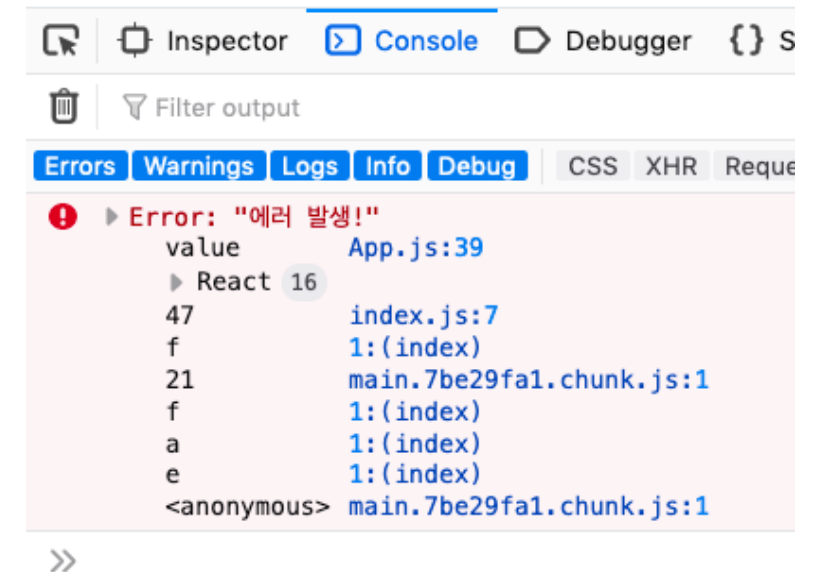 Inspector Console Debugger {} S
Filter output
Errors Warnings Logs Info Debug CSS XHR Reque
Error: "에러 발생!"
value App.js:39
React 16
47 index.js:7
f 1:(index)
21 main.7be29fa1.chunk.js:1
f 1:(index)
a 1:(index)
e 1:(index)
<anonymous> main.7be29fa1.chunk.js:1